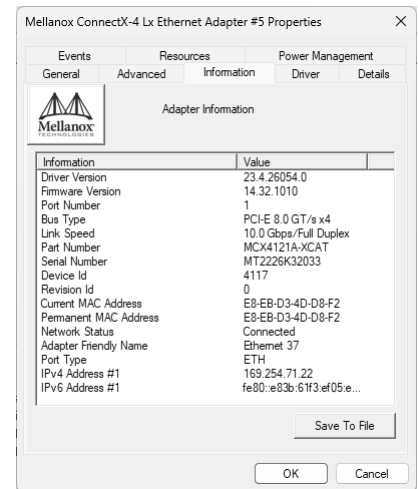 Mellanox ConnectX-4 Lx Ethernet Adapter #5 Properties
Events Resources Power Management
General Advanced Information Driver Details
Mellanox
TECHNOLOGIES
Adapter Information
Information Value
Driver Version 23.4.26054.0
Firmware Version 14.32.1010
Port Number 1
Bus Type PCI-E 8.0 GT/s x4
Link Speed 10.0 Gbps/Full Duplex
Part Number MCX4121A-XCAT
Serial Number MT2226K32033
Device Id 4117
Revision Id 0
Current MAC Address E8-EB-D3-4D-D8-F2
Permanent MAC Address E8-EB-D3-4D-D8-F2
Network Status Connected
Adapter Friendly Name Ethernet 37
Port Type ETH
IPv4 Address #1 169.254.71.22
IPv6 Address #1 fe80::e83b:61f3:ef05:e...
Save To File
OK Cancel